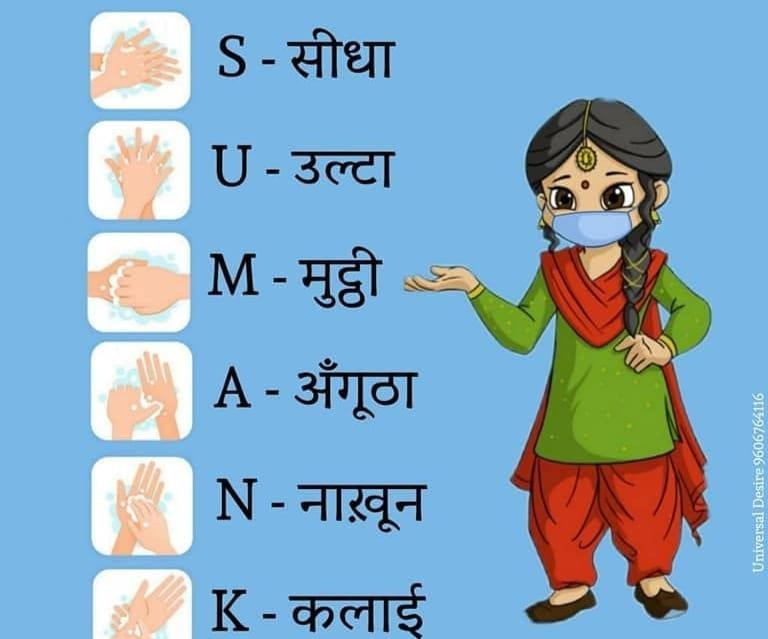 S - सीधा
U - उल्टा
M - मुट्ठी
A - अँगूठा
N - नाख़ून
K - कलाई
Universal Desire 9606764116